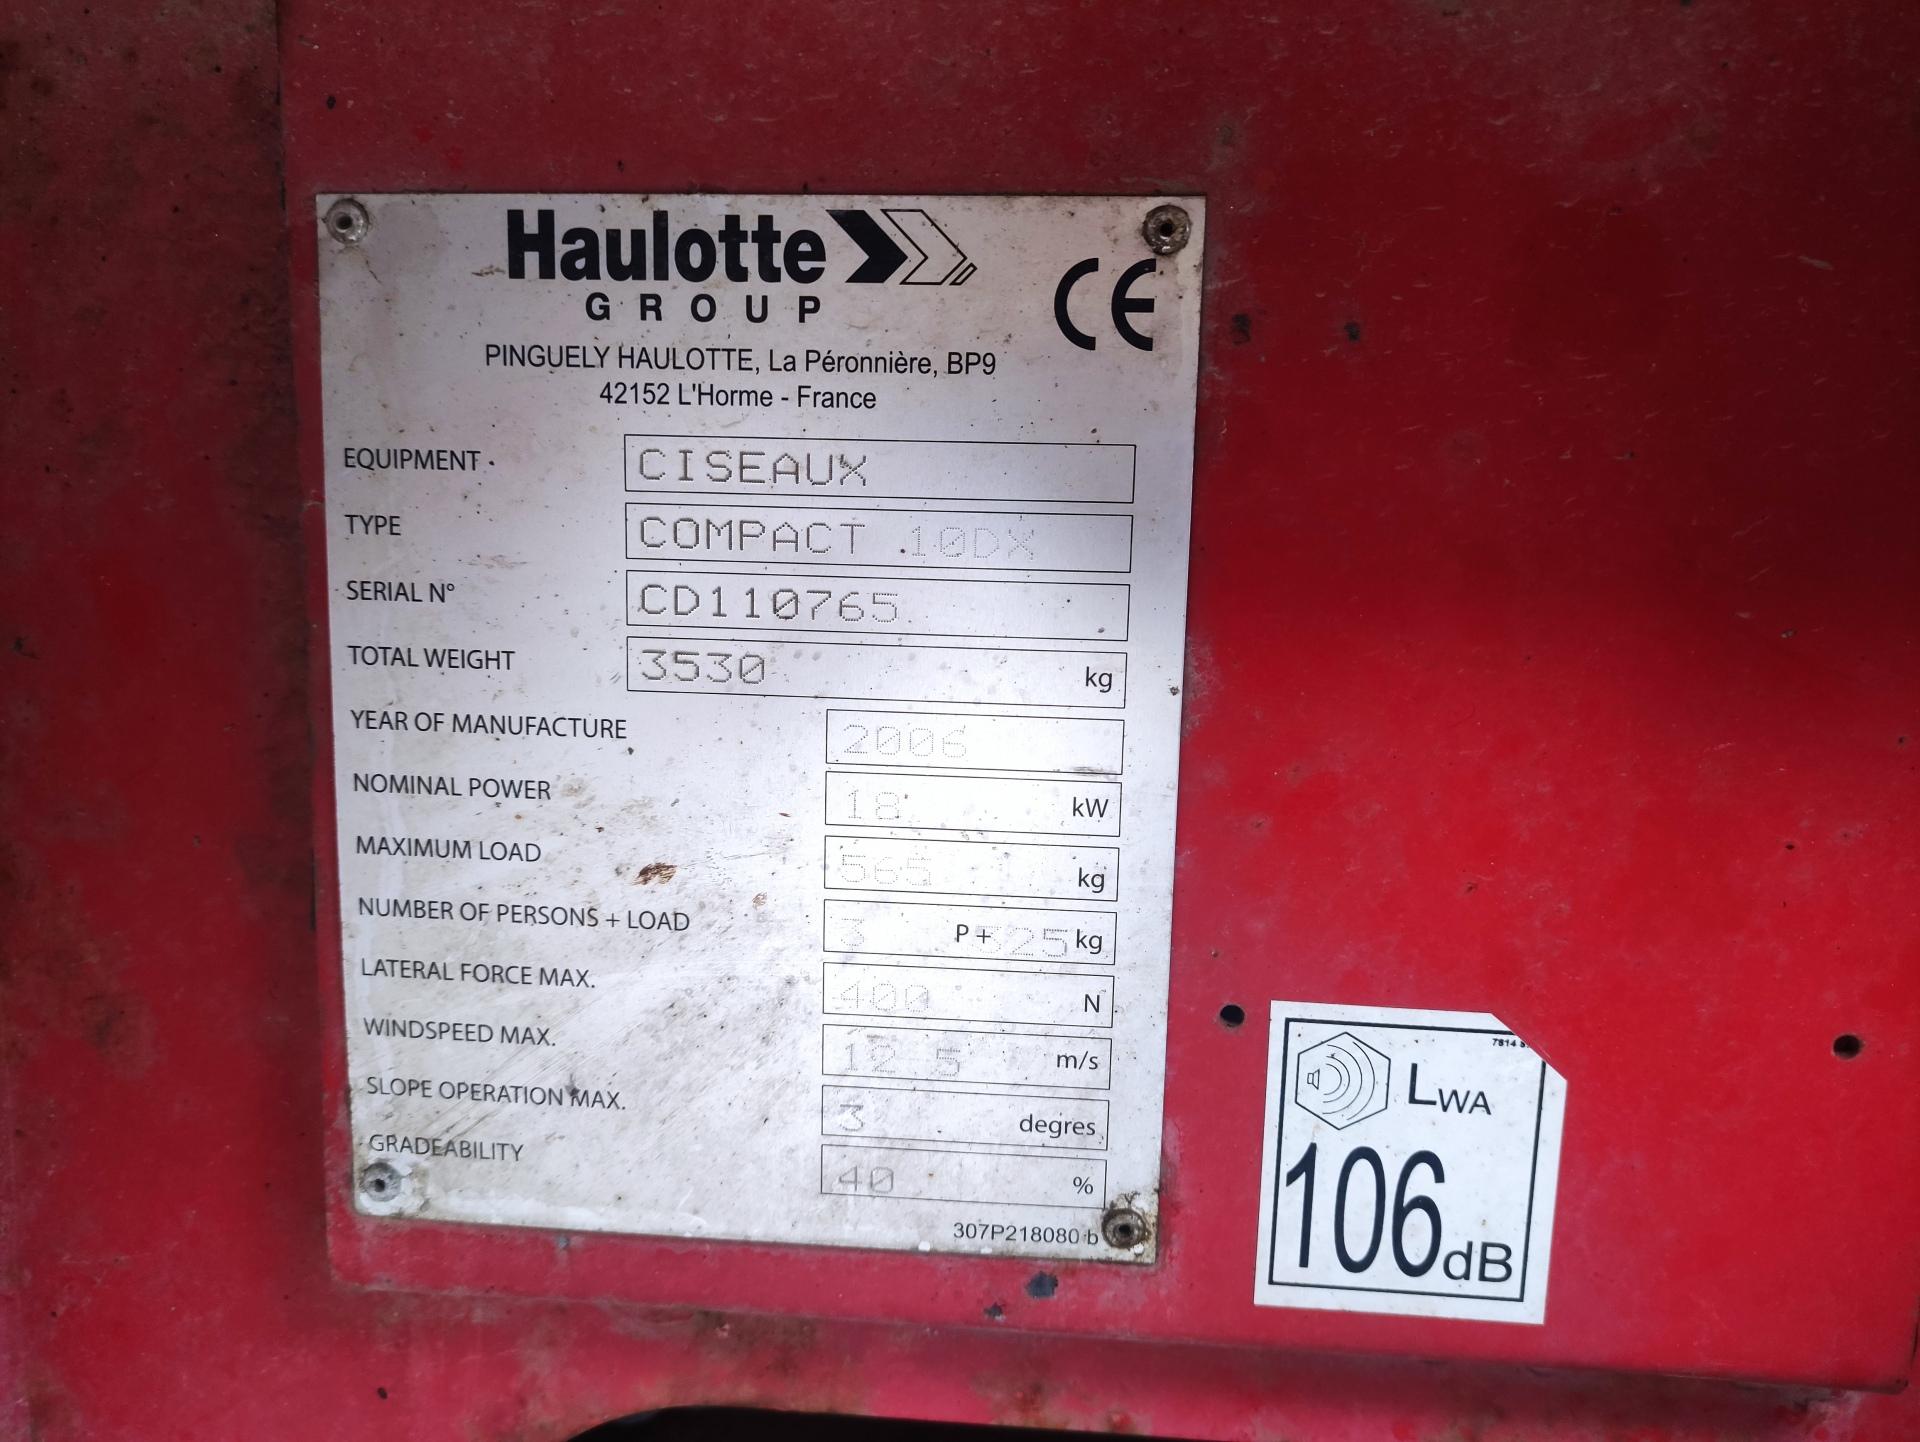 Haulotte
GROUP
CE
PINGUELY HAULOTTE, La Péronnière, BP9
42152 L'Horme - France
EQUIPMENT CISEAUX
TYPE COMPACT 10DX
SERIAL N° CD110765
TOTAL WEIGHT 3530 kg
YEAR OF MANUFACTURE 2006
NOMINAL POWER 18 kW
MAXIMUM LOAD 565 kg
NUMBER OF PERSONS + LOAD 3 P + 325 kg
LATERAL FORCE MAX. 400 N
WINDSPEED MAX. 12 5 m/s
SLOPE OPERATION MAX. 3 degres
GRADEABILITY 40 %
307P218080 b
7814
LWA
106 dB